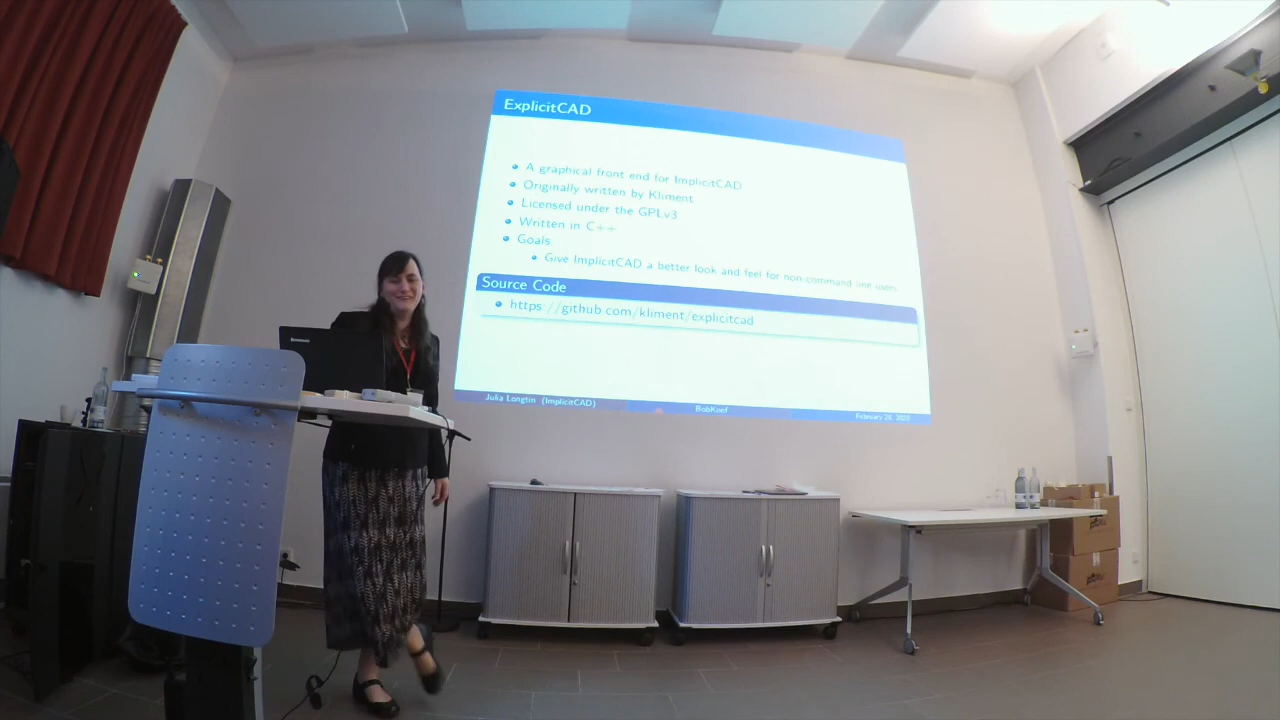 ExplicitCAD
A graphical front end for ImplicitCAD
Originally written by Kliment
Licensed under the GPLv3
Written in C++
Goals
Give ImplicitCAD a better look and feel for non-command line users.
Source Code
https://github.com/kliment/explicitcad
Julia Longtin (ImplicitCAD)
BobKonf
February 28, 2020
lenovo